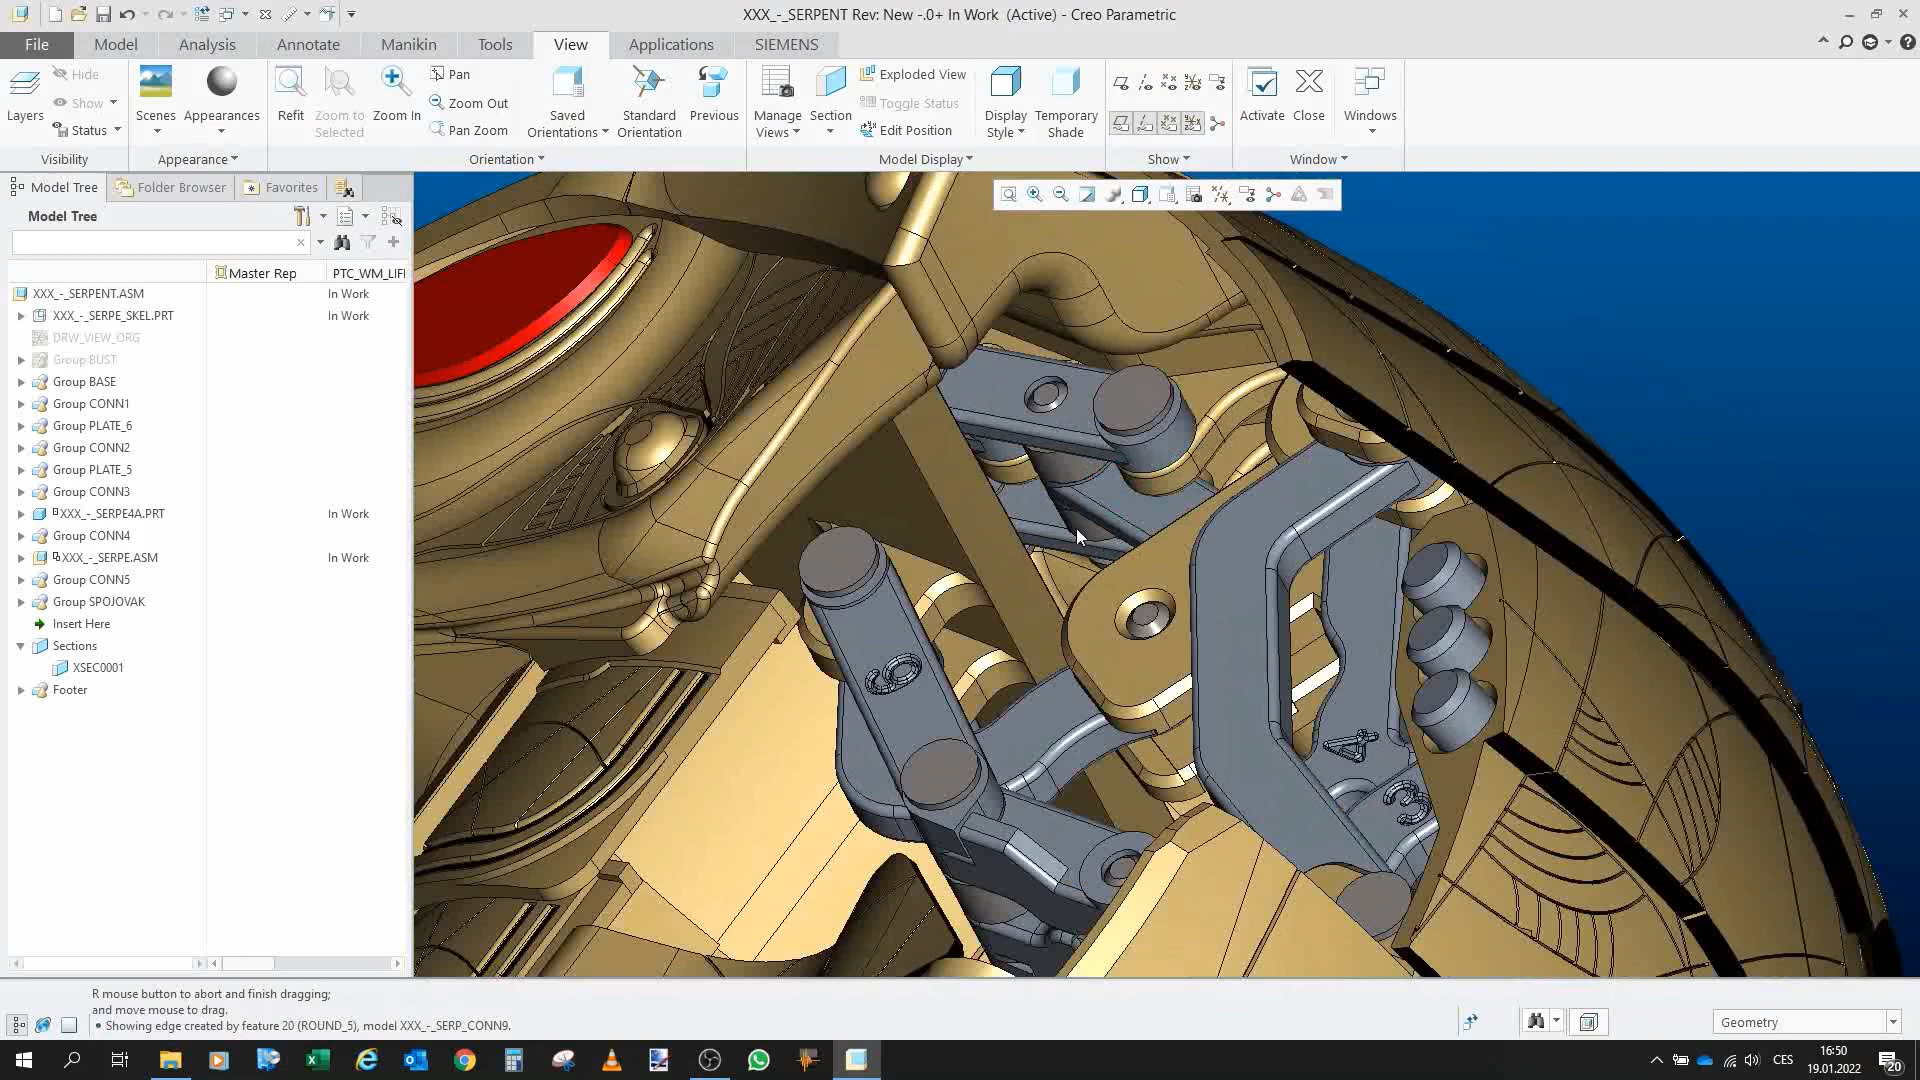 XXX_-_SERPENT Rev: New -.0+ In Work (Active) - Creo Parametric
File
Model
Analysis
Annotate
Manikin
Tools
View
Applications
SIEMENS
Layers
Hide
Show
Status
Visibility
Scenes
Appearances
Appearance
Refit
Zoom to Selected
Zoom In
Pan
Zoom Out
Pan Zoom
Saved Orientations
Standard Orientation
Previous
Orientation
Manage Views
Section
Exploded View
Toggle Status
Edit Position
Model Display
Display Style
Temporary Shade
Show
Activate
Close
Windows
Window
Model Tree
Folder Browser
Favorites
Model Tree
Master Rep
PTC_WM_LIFI
XXX_-_SERPENT.ASM In Work
XXX_-_SERPE_SKEL.PRT In Work
DRW_VIEW_ORG
Group BUST
Group BASE
Group CONN1
Group PLATE_6
Group CONN2
Group PLATE_5
Group CONN3
XXX_-_SERPE4A.PRT In Work
Group CONN4
XXX_-_SERPE.ASM In Work
Group CONN5
Group SPOJOVAK
Insert Here
Sections
XSEC0001
Footer
9
4
3
R mouse button to abort and finish dragging;
and move mouse to drag.
• Showing edge created by feature 20 (ROUND_5), model XXX_-_SERP_CONN9.
Geometry
CES
16:50
19.01.2022
20